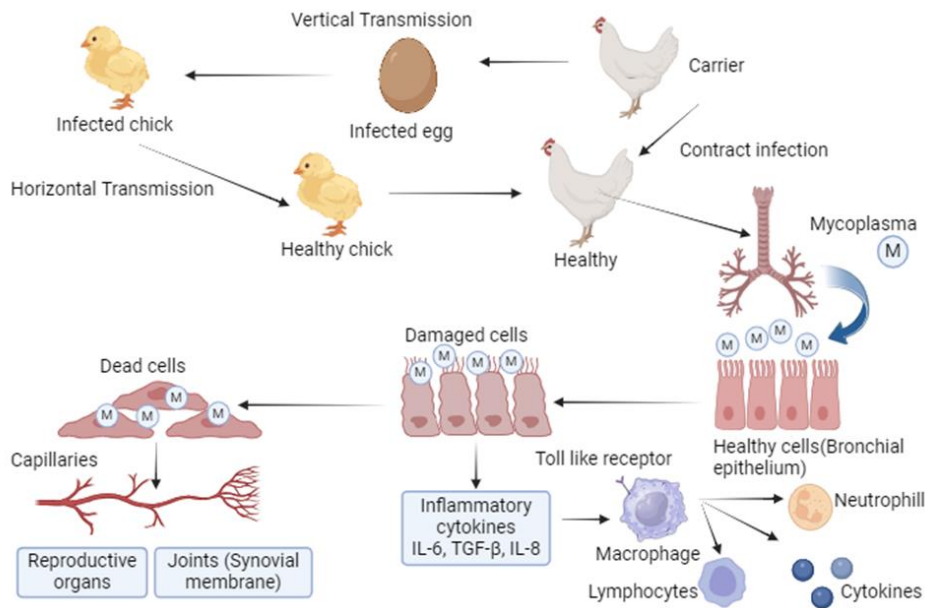 Vertical Transmission
Carrier
Infected chick
Infected egg
Contract infection
Horizontal Transmission
Healthy chick
Healthy
Mycoplasma
M
M
M
M
M
Damaged cells
M
M
M
M
Dead cells
M
M
M
M
Healthy cells(Bronchial
epithelium)
Capillaries
Toll like receptor
Inflammatory
cytokines
IL-6, TGF-β, IL-8
Neutrophill
Macrophage
Reproductive
organs
Joints (Synovial
membrane)
Lymphocytes
Cytokines